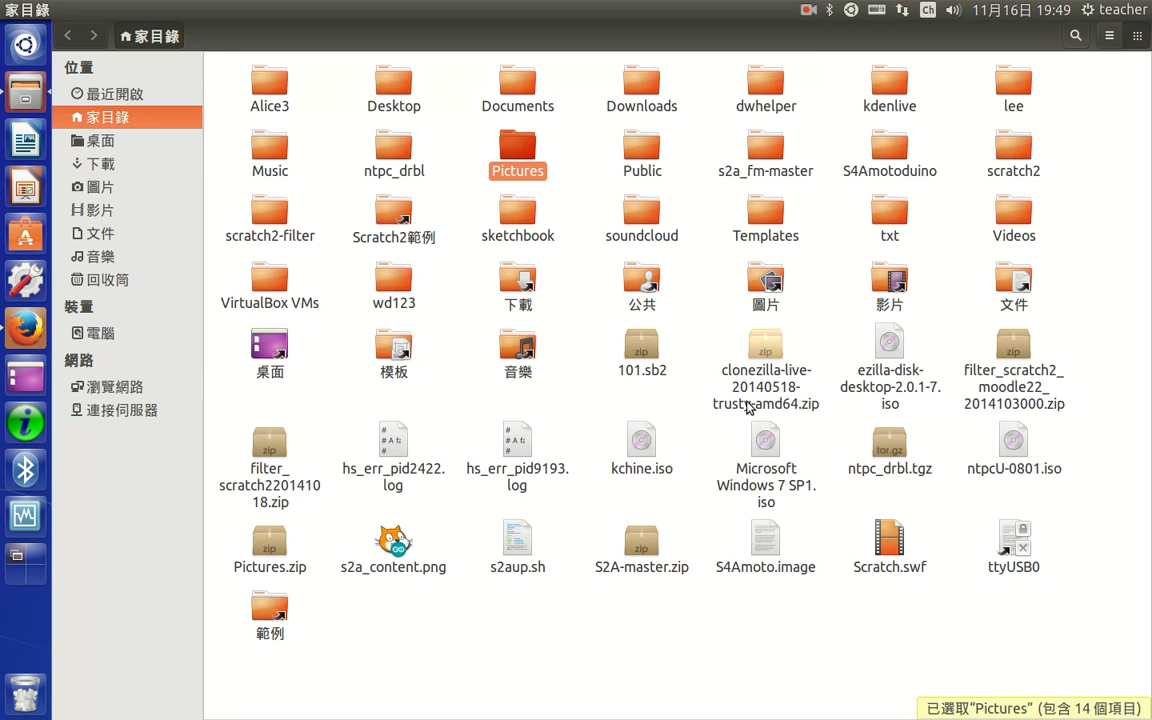 家目錄
Ch
11月16日 19:49
teacher
家目錄
位置
最近開啟
家目錄
桌面
下載
圖片
影片
文件
音樂
回收筒
裝置
電腦
網路
瀏覽網路
連接伺服器
Alice3
Desktop
Documents
Downloads
dwhelper
kdenlive
lee
Music
ntpc_drbl
Pictures
Public
s2a_fm-master
S4Amotoduino
scratch2
scratch2-filter
Scratch2範例
sketchbook
soundcloud
Templates
txt
Videos
VirtualBox VMs
wd123
下載
公共
圖片
影片
文件
桌面
模板
音樂
zip
101.sb2
zip
clonezilla-live-
20140518-
trusty-amd64.zip
ezilla-disk-
desktop-2.0.1-7.
iso
zip
filter_scratch2_
moodle22_
2014103000.zip
zip
filter_
scratch2201410
18.zip
hs_err_pid2422.
log
hs_err_pid9193.
log
kchine.iso
Microsoft
Windows 7 SP1.
iso
tar.gz
ntpc_drbl.tgz
ntpcU-0801.iso
zip
Pictures.zip
s2a_content.png
s2aup.sh
zip
S2A-master.zip
S4Amoto.image
Scratch.swf
ttyUSB0
範例
已選取“Pictures” (包含 14 個項目)